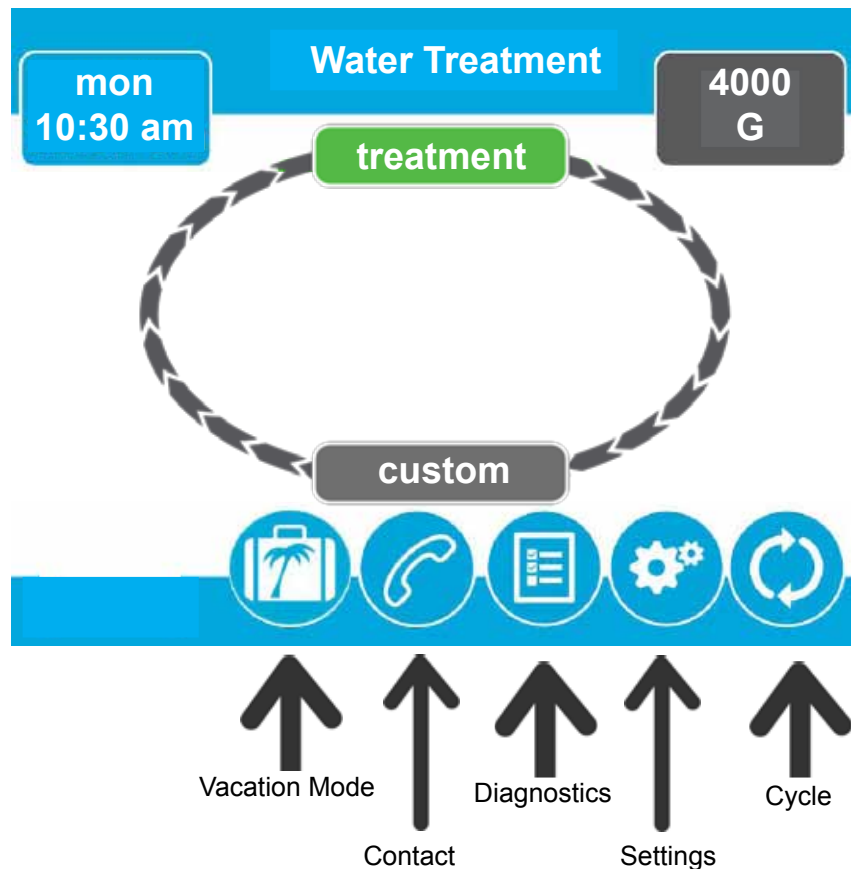 Water Treatment
mon
10:30 am
4000
G
treatment
custom
Vacation Mode
Diagnostics
Cycle
Contact
Settings